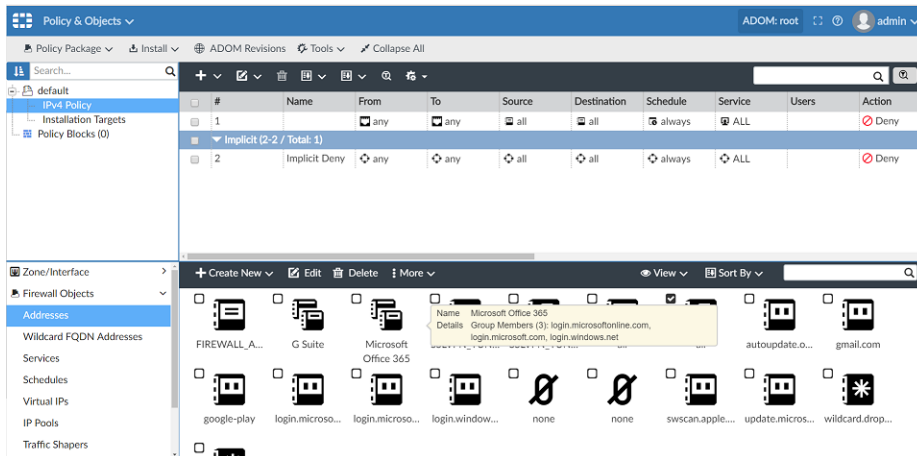 Policy & Objects
ADOM: root
admin
Policy Package
Install
ADOM Revisions
Tools
Collapse All
Search...
default
IPv4 Policy
Installation Targets
Policy Blocks (0)
# Name From To Source Destination Schedule Service Users Action
1 any any all all always ALL Deny
Implicit (2-2 / Total: 1)
2 Implicit Deny any any all all always ALL Deny
Zone/Interface
Firewall Objects
Addresses
Wildcard FQDN Addresses
Services
Schedules
Virtual IPs
IP Pools
Traffic Shapers
Create New
Edit
Delete
More
View
Sort By
Name Microsoft Office 365
Details Group Members (3): login.microsoftonline.com,
login.microsoft.com, login.windows.net
FIREWALL_A...
G Suite
Microsoft
Office 365
autoupdate.o...
gmail.com
google-play
login.microso...
login.microso...
login.window...
none
none
swscan.apple....
update.micros...
wildcard.drop...